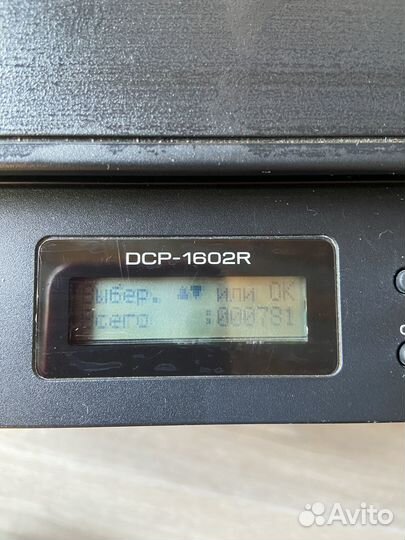 DCP-1602R
Выбер. ▲▼ или OK
Всего :000781
Avito